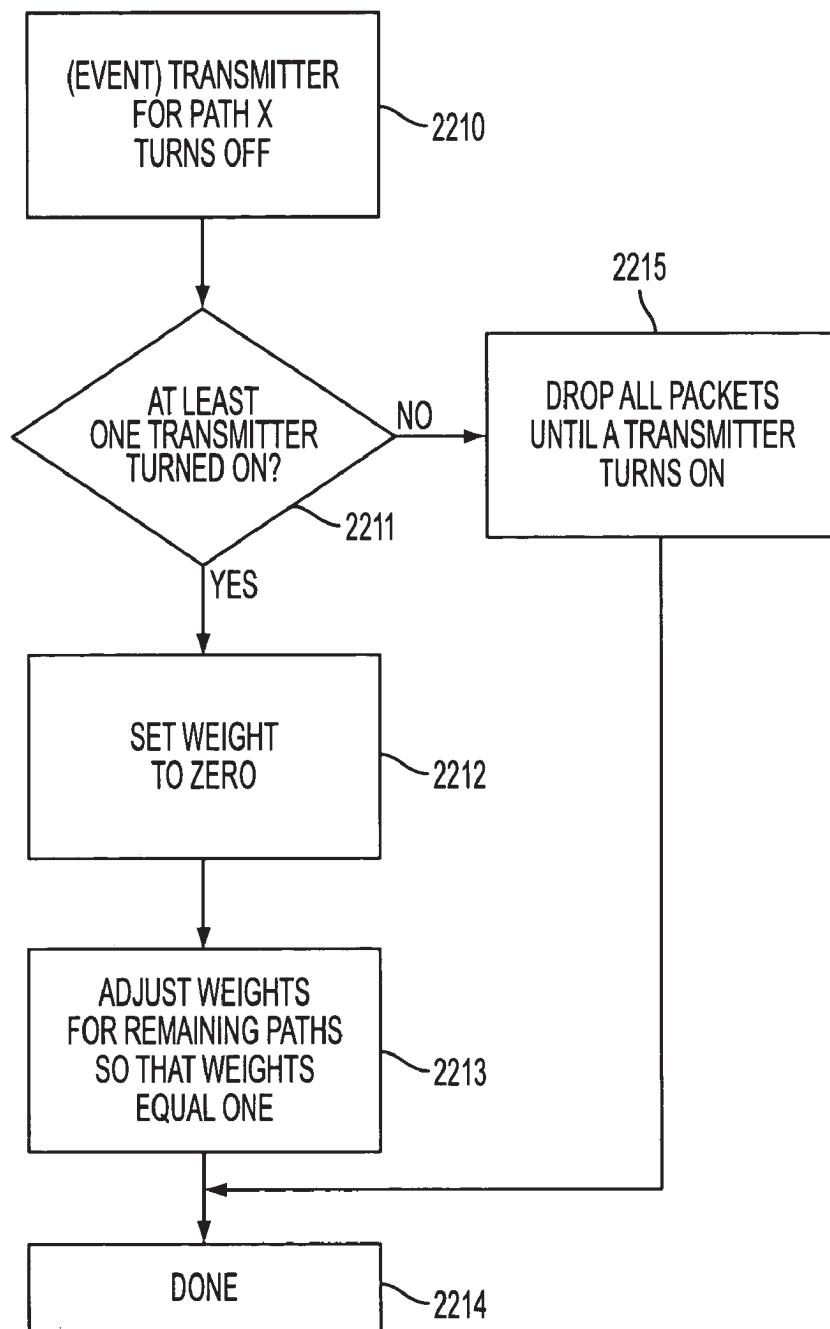 (EVENT) TRANSMITTER
FOR PATH X
TURNS OFF
2210
AT LEAST
ONE TRANSMITTER
TURNED ON?
2211
NO
2215
DROP ALL PACKETS
UNTIL A TRANSMITTER
TURNS ON
YES
SET WEIGHT
TO ZERO
2212
ADJUST WEIGHTS
FOR REMAINING PATHS
SO THAT WEIGHTS
EQUAL ONE
2213
DONE
2214